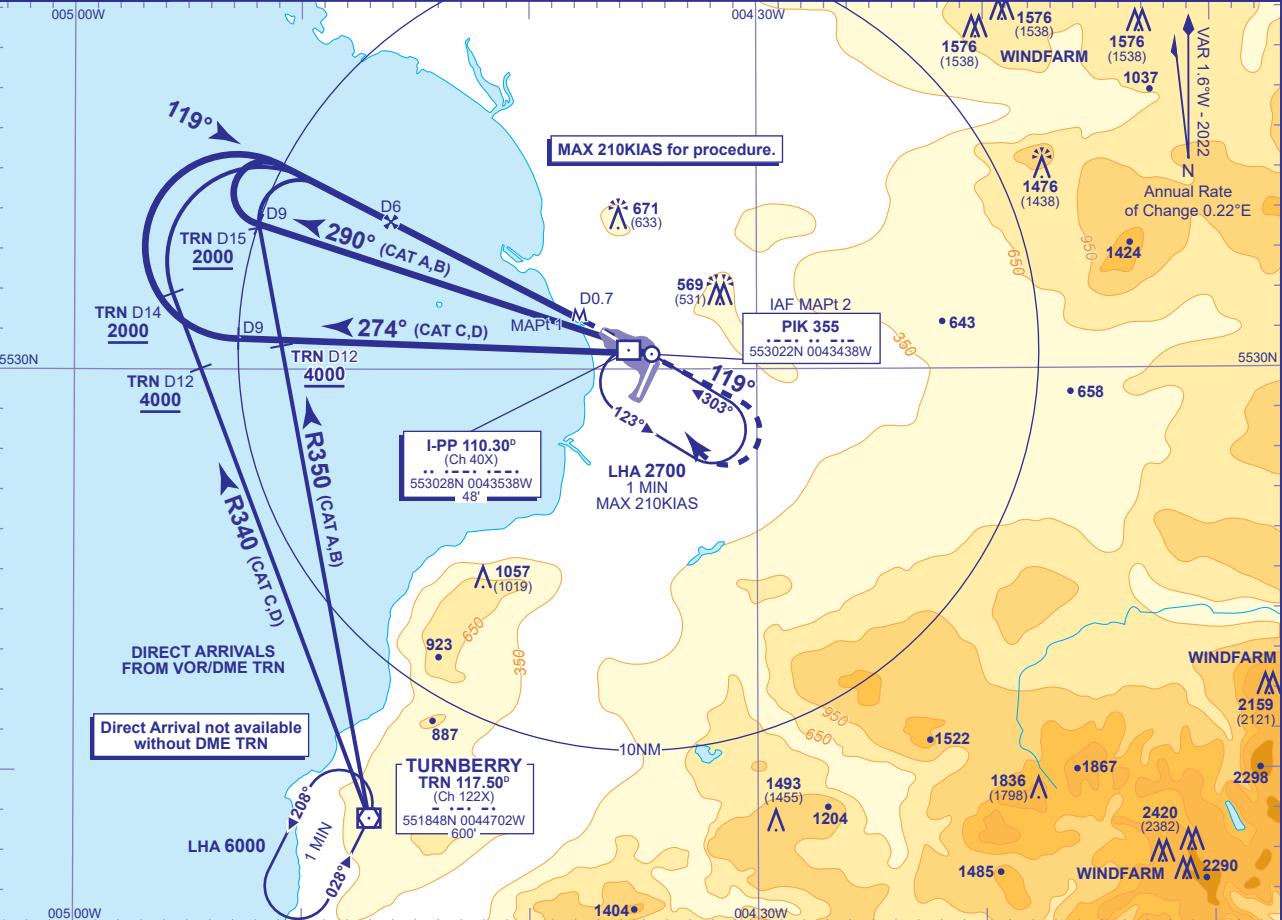 005 00W
004 30W
1576
(1538)
1576
(1538)
WINDFARM
1576
(1538)
1037
VAR 1.6°W - 2022
N
Annual Rate
of Change 0.22°E
119°
MAX 210KIAS for procedure.
1476
(1438)
D6
D9
671
(633)
TRN D15
2000
290° (CAT A,B)
950
650
1424
569
(531)
D0.7
TRN D14
2000
D9
274° (CAT C,D)
MAPt 1
IAF MAPt 2
PIK 355
553022N 0043438W
643
350
5530N
5530N
TRN D12
4000
TRN D12
4000
119°
303°
123°
658
I-PP 110.30ᴰ
(Ch 40X)
553028N 0043538W
48'
LHA 2700
1 MIN
MAX 210KIAS
R350 (CAT A,B)
R340 (CAT C,D)
1057
(1019)
650
923
350
DIRECT ARRIVALS
FROM VOR/DME TRN
WINDFARM
2159
(2121)
Direct Arrival not available
without DME TRN
887
950
650
1522
10NM
TURNBERRY
TRN 117.50ᴰ
(Ch 122X)
551848N 0044702W
600'
1493
(1455)
1204
1836
(1798)
1867
2298
208°
1 MIN
028°
LHA 6000
2420
(2382)
WINDFARM
2290
1485
1404
005 00W
004 30W